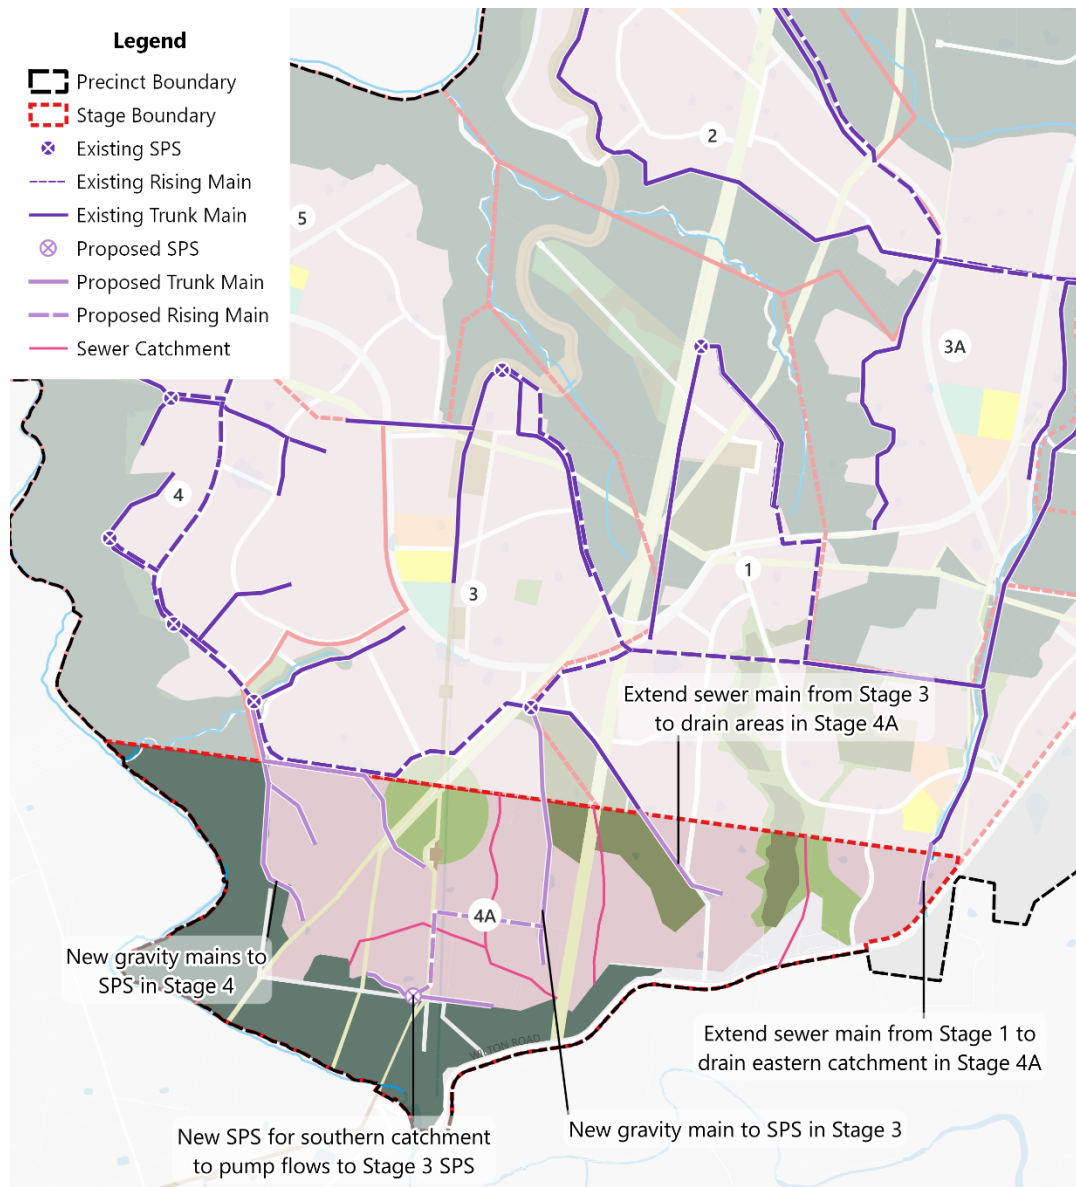 Legend
Precinct Boundary
Stage Boundary
Existing SPS
Existing Rising Main
Existing Trunk Main
Proposed SPS
Proposed Trunk Main
Proposed Rising Main
Sewer Catchment
2
5
3A
4
1
3
Extend sewer main from Stage 3
to drain areas in Stage 4A
4A
New gravity mains to
SPS in Stage 4
WILTON ROAD
Extend sewer main from Stage 1 to
drain eastern catchment in Stage 4A
New gravity main to SPS in Stage 3
New SPS for southern catchment
to pump flows to Stage 3 SPS